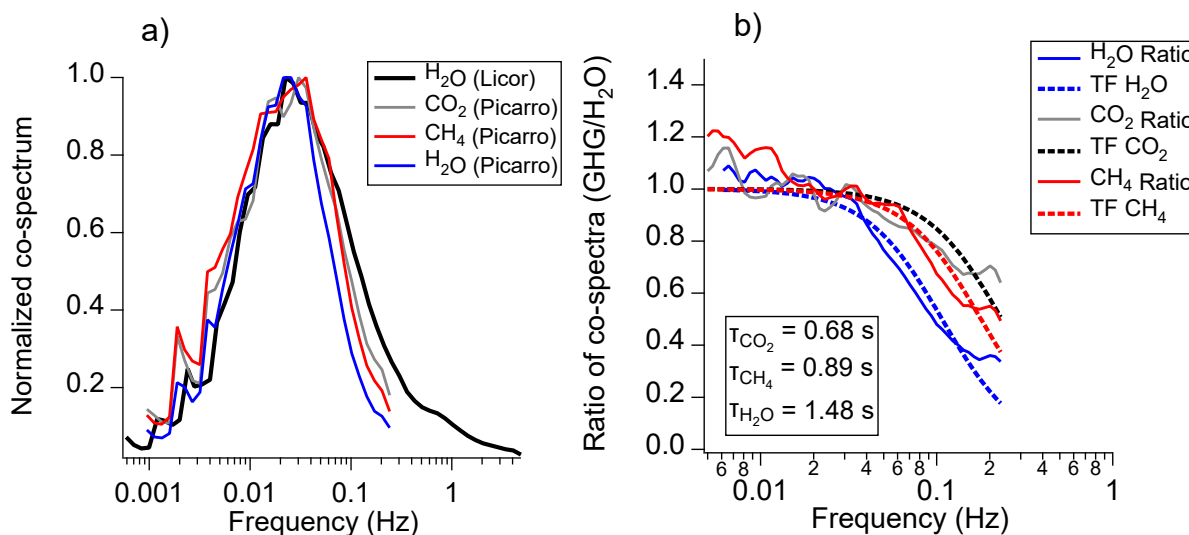 a)
Normalized co-spectrum
1.0
0.8
0.6
0.4
0.2
H2O (Licor)
CO2 (Picarro)
CH4 (Picarro)
H2O (Picarro)
0.001
0.01
0.1
1
Frequency (Hz)
b)
Ratio of co-spectra (GHG/H2O)
1.4
1.2
1.0
0.8
0.6
0.4
0.2
0.0
H2O Ratio
TF H2O
CO2 Ratio
TF CO2
CH4 Ratio
TF CH4
τCO2 = 0.68 s
τCH4 = 0.89 s
τH2O = 1.48 s
6 8 2 4 6 8 2 4 6 8
0.01
0.1
1
Frequency (Hz)